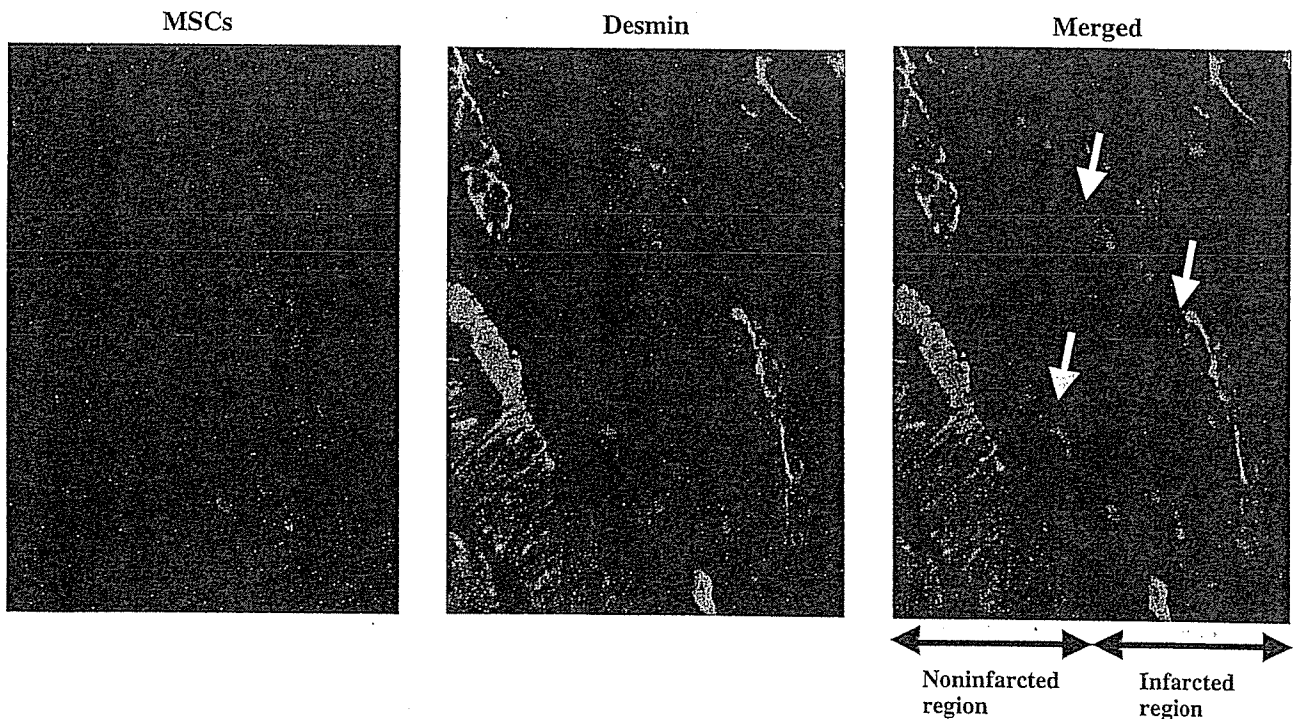 MSCs
Desmin
Merged
Noninfarcted
region
Infarcted
region